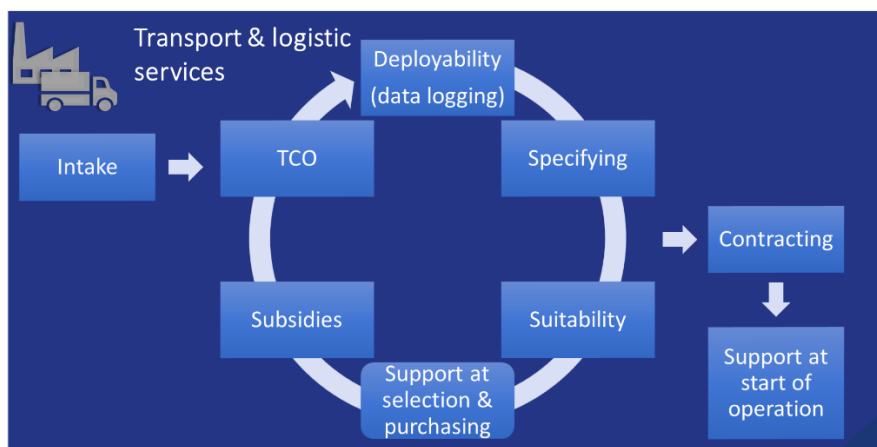 Transport & logistic
services
Deployability
(data logging)
Intake
TCO
Specifying
Contracting
Subsidies
Suitability
Support at
selection &
purchasing
Support at
start of
operation